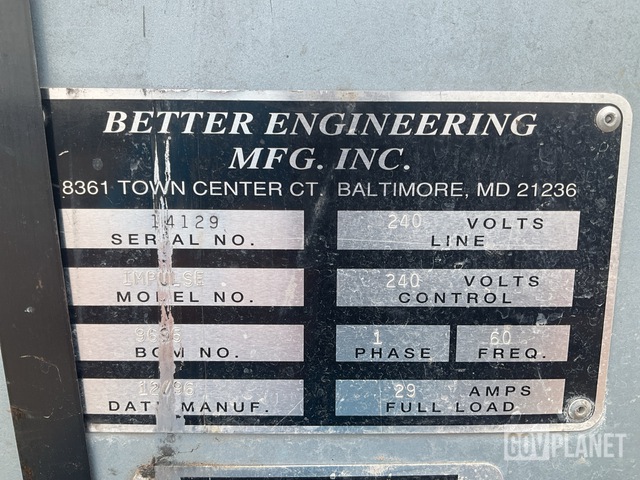 BETTER ENGINEERING
MFG. INC.
8361 TOWN CENTER CT. BALTIMORE, MD 21236
14129
SERIAL NO.
240 VOLTS
LINE
IMPULSE
MODEL NO.
240 VOLTS
CONTROL
BOM NO.
1
PHASE
60
FREQ.
12/96
DATE MANUF.
29 AMPS
FULL LOAD
GOVPLANET